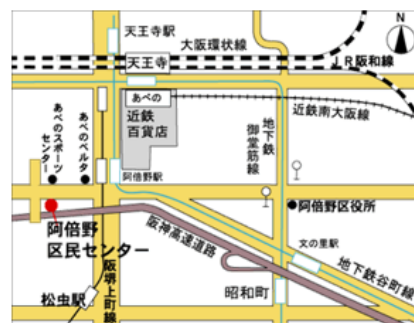 天王寺駅
大阪環状線
N
天王寺
JR阪和線
あべの
近鉄
百貨店
近鉄南大阪線
地下鉄
御堂筋線
あべのスポーツ
センター
あべのベルタ
阿倍野駅
阿倍野区役所
阿倍野
区民センター
阪神高速道路
文の里駅
地下鉄谷町線
昭和町
松虫駅
阪堺上町線